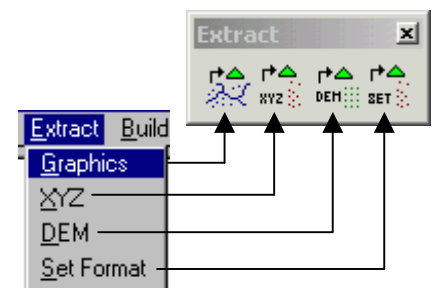 Extract
XYZ DEM SET
Extract Build
Graphics
XYZ
DEM
Set Format